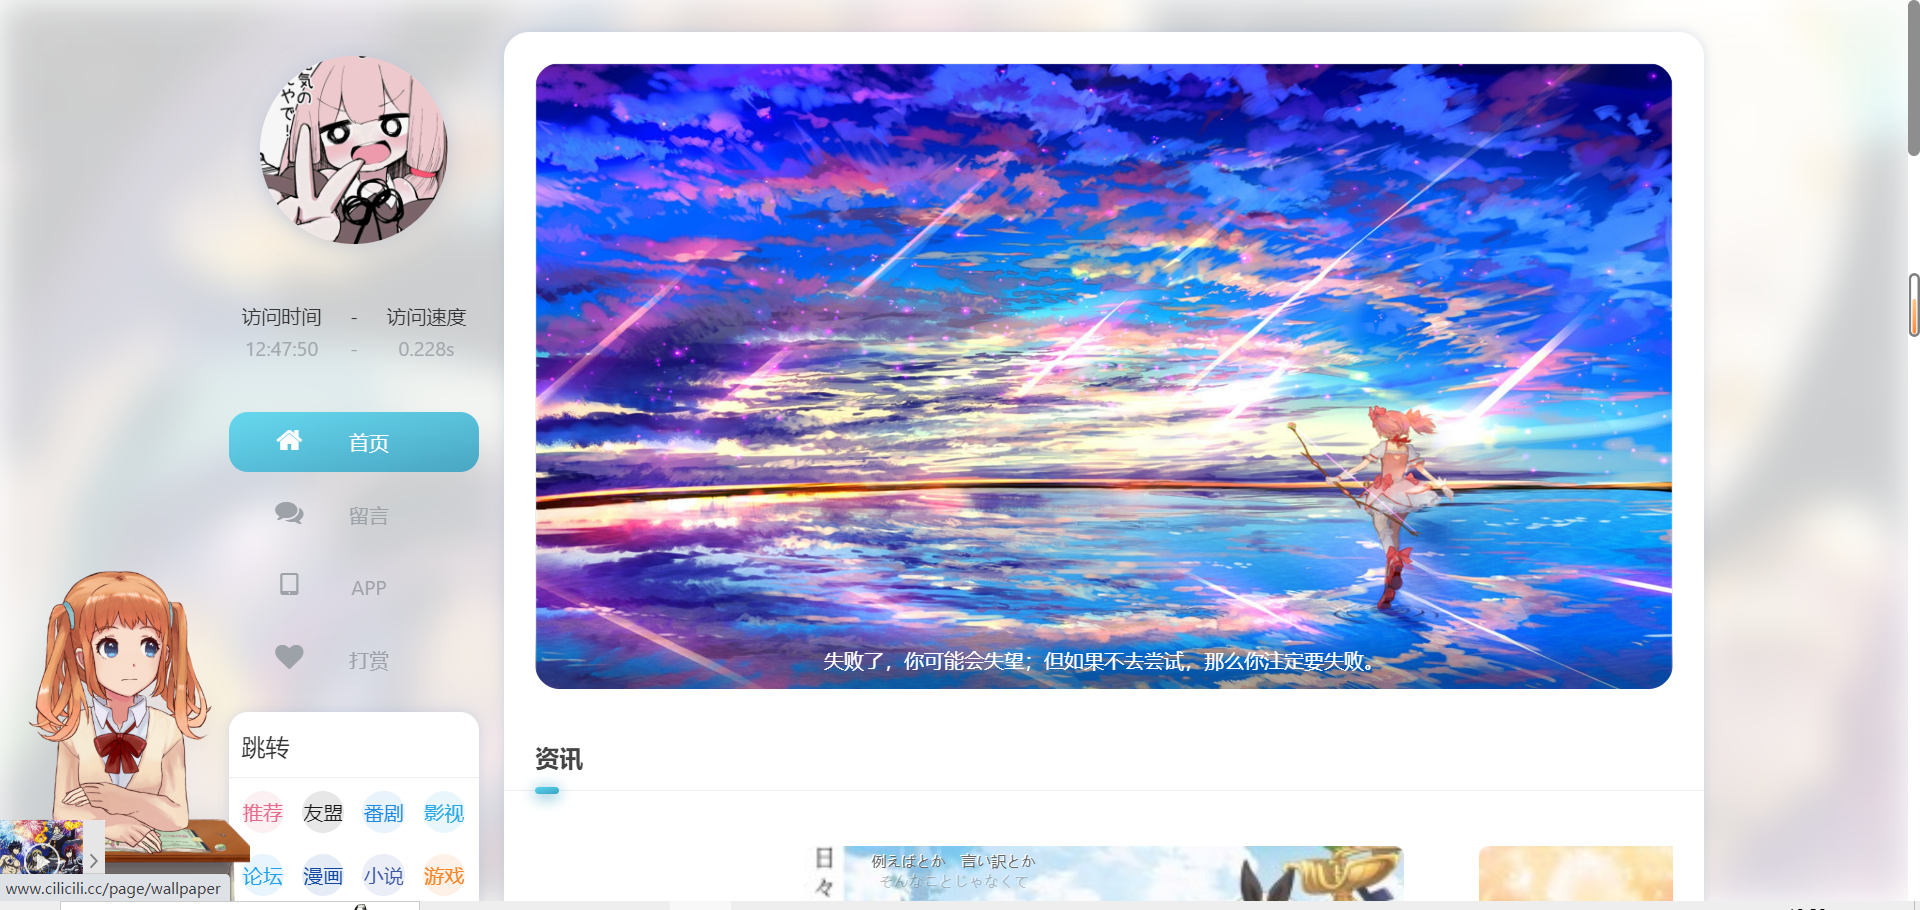 気の
やで！
访问时间 - 访问速度
12:47:50 - 0.228s
首页
留言
APP
打赏
跳转
推荐 友盟 番剧 影视
论坛 漫画 小说 游戏
www.cilicili.cc/page/wallpaper
失败了，你可能会失望；但如果不去尝试，那么你注定要失败。
资讯
日々
例えばとか 言い訳とか
そんなことじゃなくて